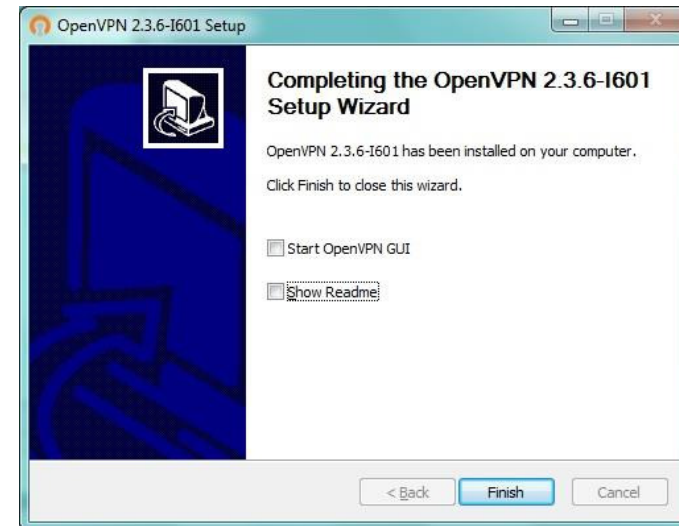 OpenVPN 2.3.6-I601 Setup
Completing the OpenVPN 2.3.6-I601
Setup Wizard
OpenVPN 2.3.6-I601 has been installed on your computer.
Click Finish to close this wizard.
Start OpenVPN GUI
Show Readme
< Back
Finish
Cancel